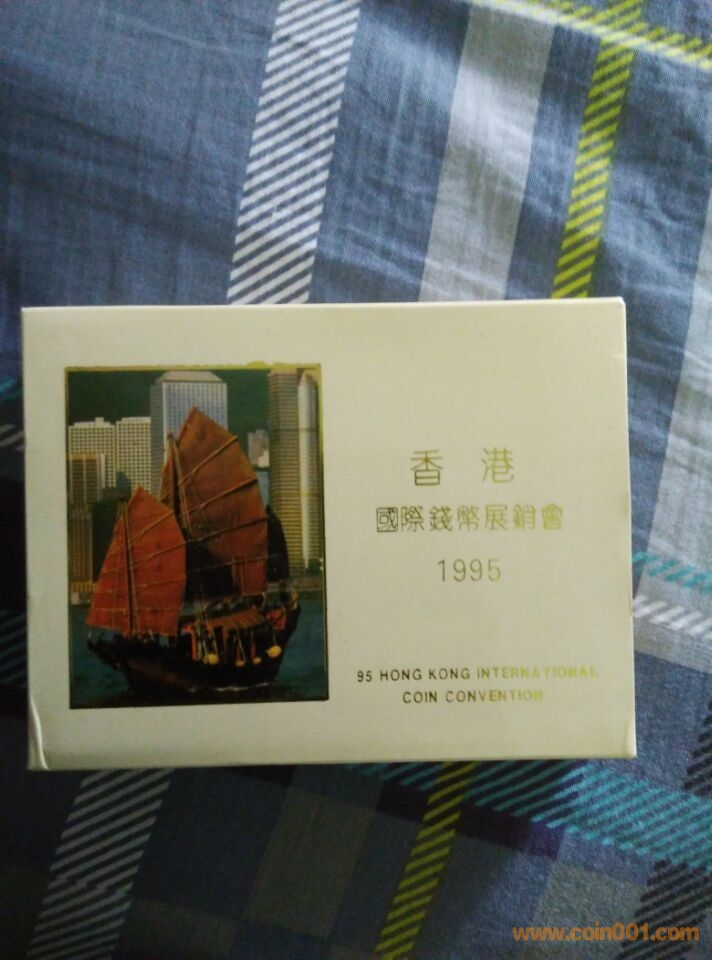 香港
國際錢幣展銷會
1995
95 HONG KONG INTERNATIONAL
COIN CONVENTION
www.coin001.com